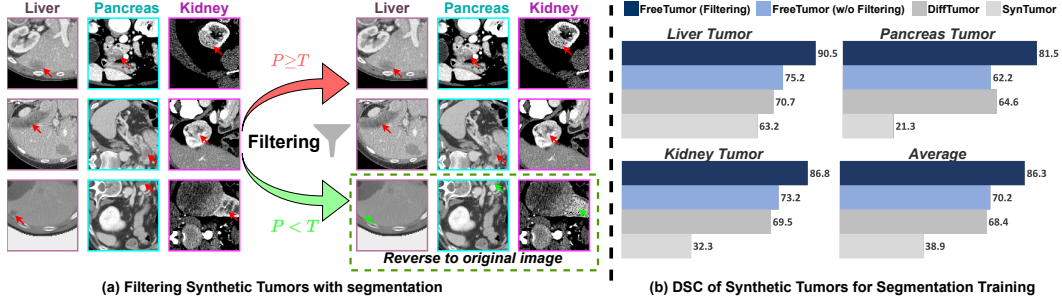 Liver Pancreas Kidney
Liver Pancreas Kidney
P≥T
Filtering
P < T
Reverse to original image
(a) Filtering Synthetic Tumors with segmentation
FreeTumor (Filtering) FreeTumor (w/o Filtering) DiffTumor SynTumor
Liver Tumor
90.5
75.2
70.7
63.2
Pancreas Tumor
81.5
62.2
64.6
21.3
Kidney Tumor
86.8
73.2
69.5
32.3
Average
86.3
70.2
68.4
38.9
(b) DSC of Synthetic Tumors for Segmentation Training